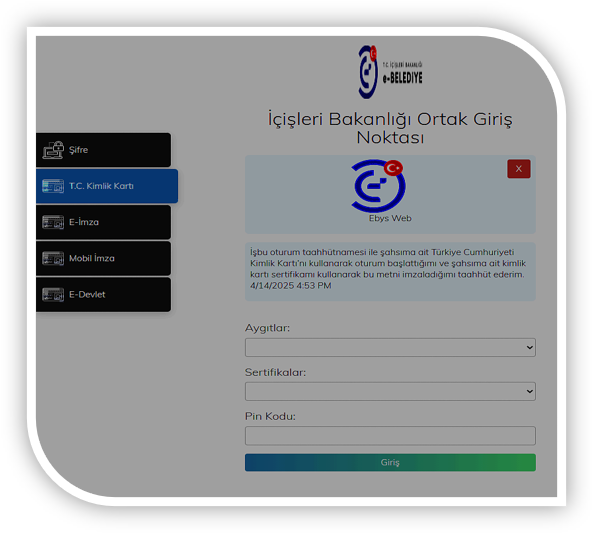 T.C. İÇİŞLERİ BAKANLIĞI
e-BELEDİYE
İçişleri Bakanlığı Ortak Giriş
Noktası
Şifre
T.C. Kimlik Kartı
E-İmza
Mobil İmza
E-Devlet
X
Ebys Web
İşbu oturum taahhütnamesi ile şahsıma ait Türkiye Cumhuriyeti
Kimlik Kartı'nı kullanarak oturum başlattığımı ve şahsıma ait kimlik
kartı sertifikamı kullanarak bu metni imzaladığımı taahhüt ederim.
4/14/2025 4:53 PM
Aygıtlar:
Sertifikalar:
Pin Kodu:
Giriş